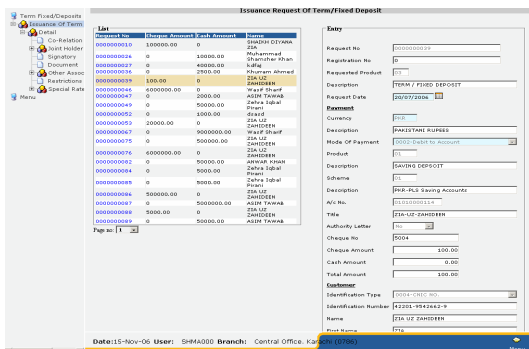 Issuance Request Of Term/Fixed Deposit
Term Fixed/Deposits
Issuance Of Term
Detail
Co-Relation
Joint Holder
Signatory
Document
Other Assoc
Restrictions
Special Rate
Menu
List
Request No Cheque Amount Cash Amount Name
0000000010 100000.00 0 SHAIKH DIYANA ZIA
0000000026 0 10000.00 Muhammad Shamsher Khan
0000000027 0 40000.00 kdfaj
0000000036 0 2500.00 Khurram Ahmed
0000000039 100.00 0 ZIA UZ ZAHIDEEN
0000000046 6000000.00 0 Wasif Sharif
0000000047 0 2000.00 ASIM TAWAB
0000000049 0 50000.00 Zehra Iqbal Pirani
0000000052 0 1000.00 dsasd
0000000053 20000.00 0 ZIA UZ ZAHIDEEN
0000000067 0 9000000.00 Wasif Sharif
0000000075 0 500000.00 ZIA UZ ZAHIDEEN
0000000076 6000000.00 0 ZIA UZ ZAHIDEEN
0000000082 0 50000.00 ANWAR KHAN
0000000084 0 5000.00 Zehra Iqbal Pirani
0000000085 0 5000.00 Zehra Iqbal Pirani
0000000086 500000.00 0 ZIA UZ ZAHIDEEN
0000000087 0 5000000.00 ASIM TAWAB
0000000088 5000.00 0 ZIA UZ ZAHIDEEN
0000000089 0 50000.00 ASIM TAWAB
Page no: 1
Entry
Request No 0000000039
Registration No 0
Requested Product 03
Description TERM / FIXED DEPOSIT
Request Date 20/07/2006
Payment
Currency PKR
Description PAKISTANI RUPEES
Mode Of Payment 0002-Debit to Account
Product 01
Description SAVING DEPSOIT
Scheme 01
Description PKR-PLS Saving Accounts
A/c No. 01010000114
Title ZIA-UZ-ZAHIDEEN
Authority Letter No
Cheque No 5004
Cheque Amount 100.00
Cash Amount 0.00
Total Amount 100.00
Customer
Identification Type 0004-CNIC NO.
Identification Number 42201-9542662-9
Name ZIA UZ ZAHIDEEN
First Name ZIA
Date:15-Nov-06 User: SHMA000 Branch: Central Office. Karachi (0706)